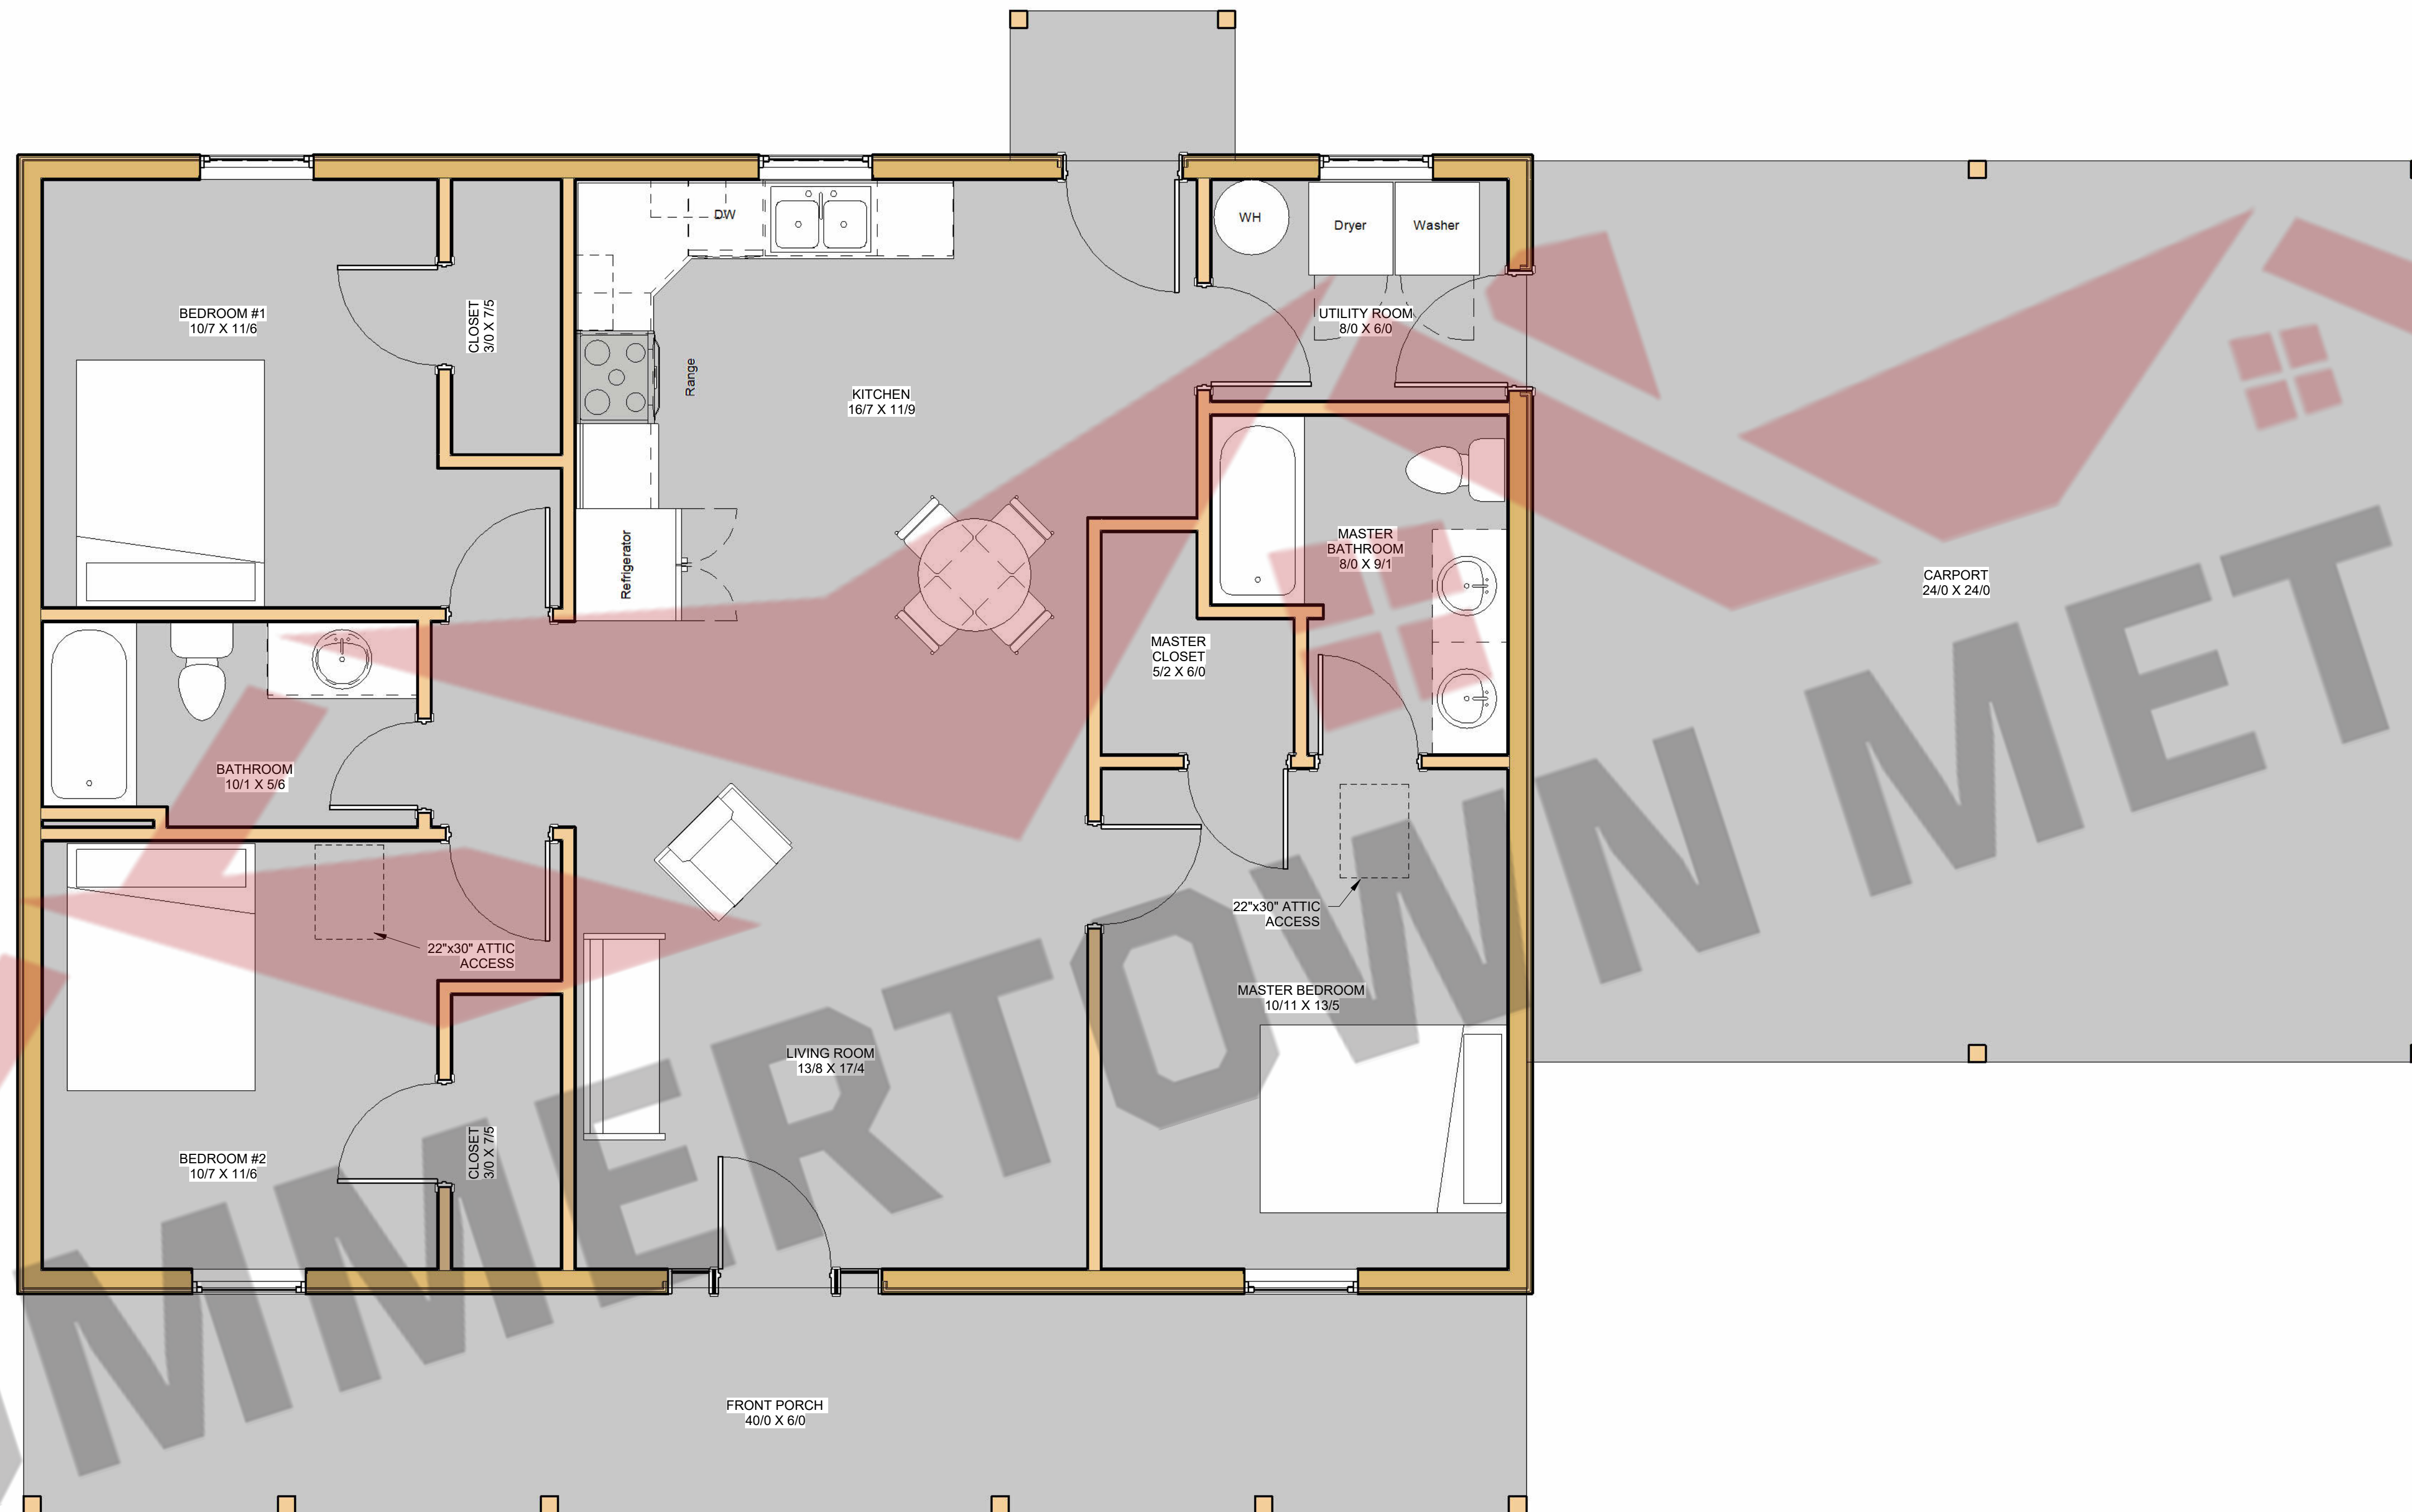 DW
WH
Dryer
Washer
BEDROOM #1
10/7 X 11/6
CLOSET
3/0 X 7/5
UTILITY ROOM
8/0 X 6/0
Range
KITCHEN
16/7 X 11/9
Refrigerator
MASTER
BATHROOM
8/0 X 9/1
CARPORT
24/0 X 24/0
MASTER
CLOSET
5/2 X 6/0
BATHROOM
10/1 X 5/6
22"x30" ATTIC
ACCESS
22"x30" ATTIC
ACCESS
MASTER BEDROOM
10/11 X 13/5
LIVING ROOM
13/8 X 17/4
BEDROOM #2
10/7 X 11/6
CLOSET
3/0 X 7/5
FRONT PORCH
40/0 X 6/0
MMERTOWN MET